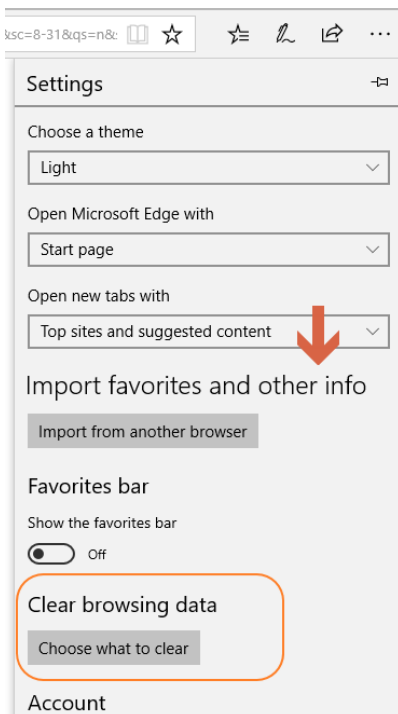 &sc=8-31&qs=n&:
Settings
Choose a theme
Light
Open Microsoft Edge with
Start page
Open new tabs with
Top sites and suggested content
Import favorites and other info
Import from another browser
Favorites bar
Show the favorites bar
Off
Clear browsing data
Choose what to clear
Account